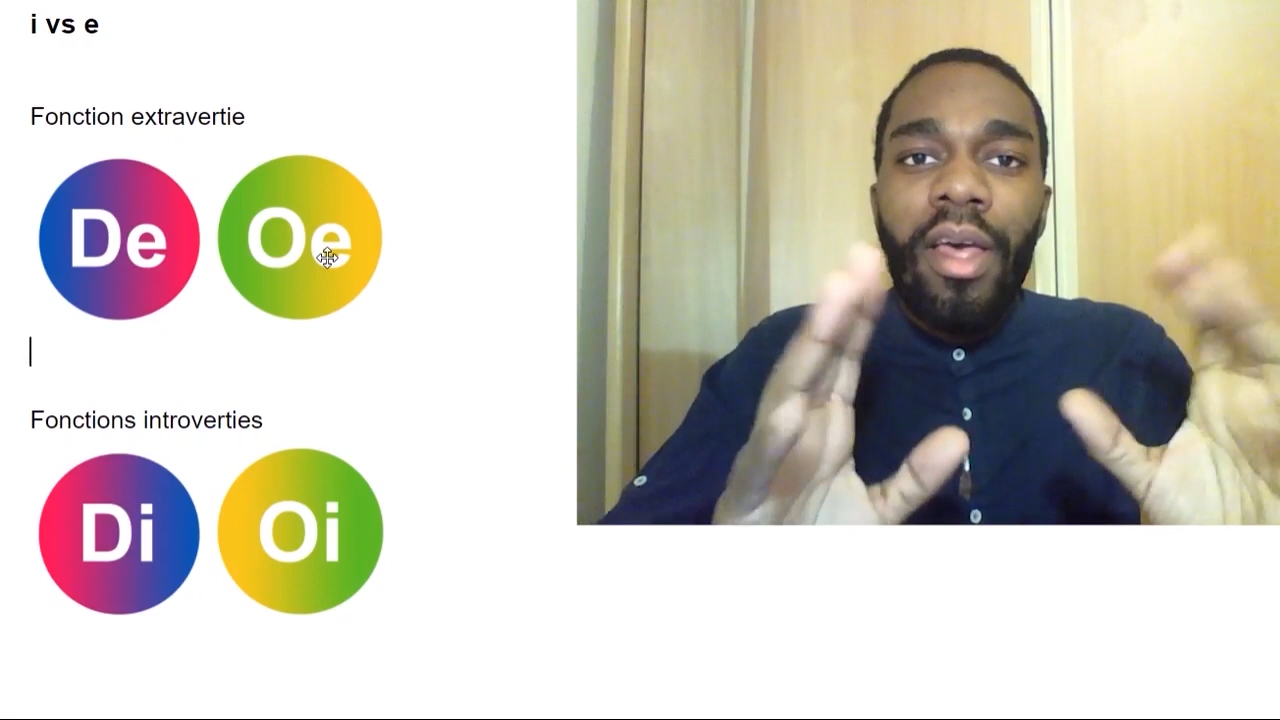 i vs e
Fonction extravertie
De Oe
Fonctions introverties
Di Oi